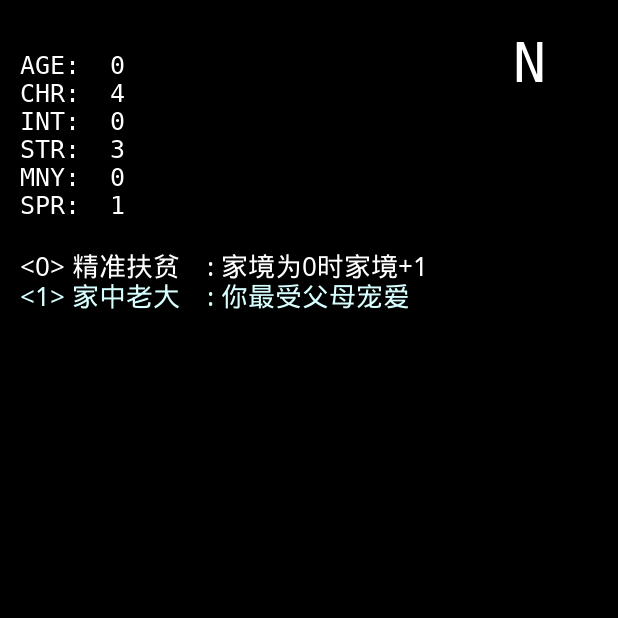 N
AGE: 0
CHR: 4
INT: 0
STR: 3
MNY: 0
SPR: 1
<0> 精准扶贫 : 家境为0时家境+1
<1> 家中老大 : 你最受父母宠爱